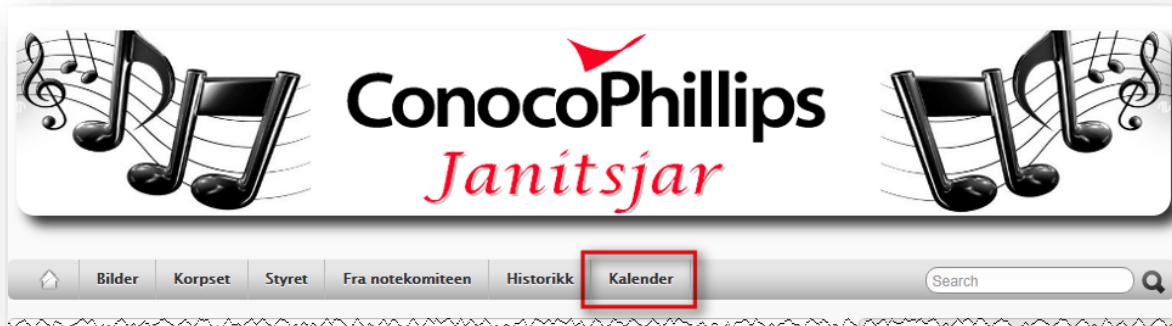 ConocoPhillips
Janitsjar
Bilder Korpset Styret Fra notekomiteen Historikk Kalender Search